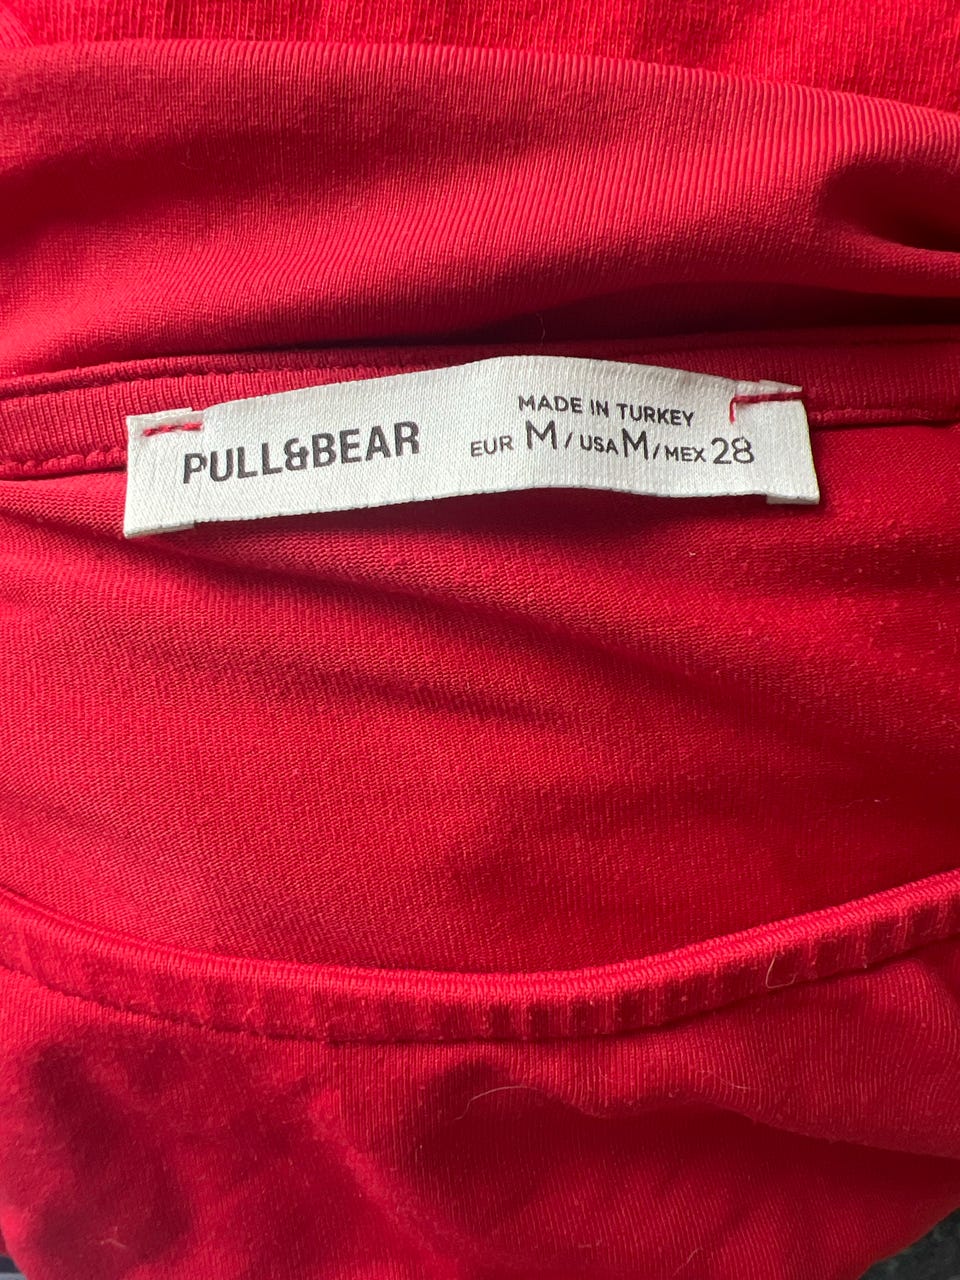 PULL&BEAR
MADE IN TURKEY
EUR M / USA M / MEX 28